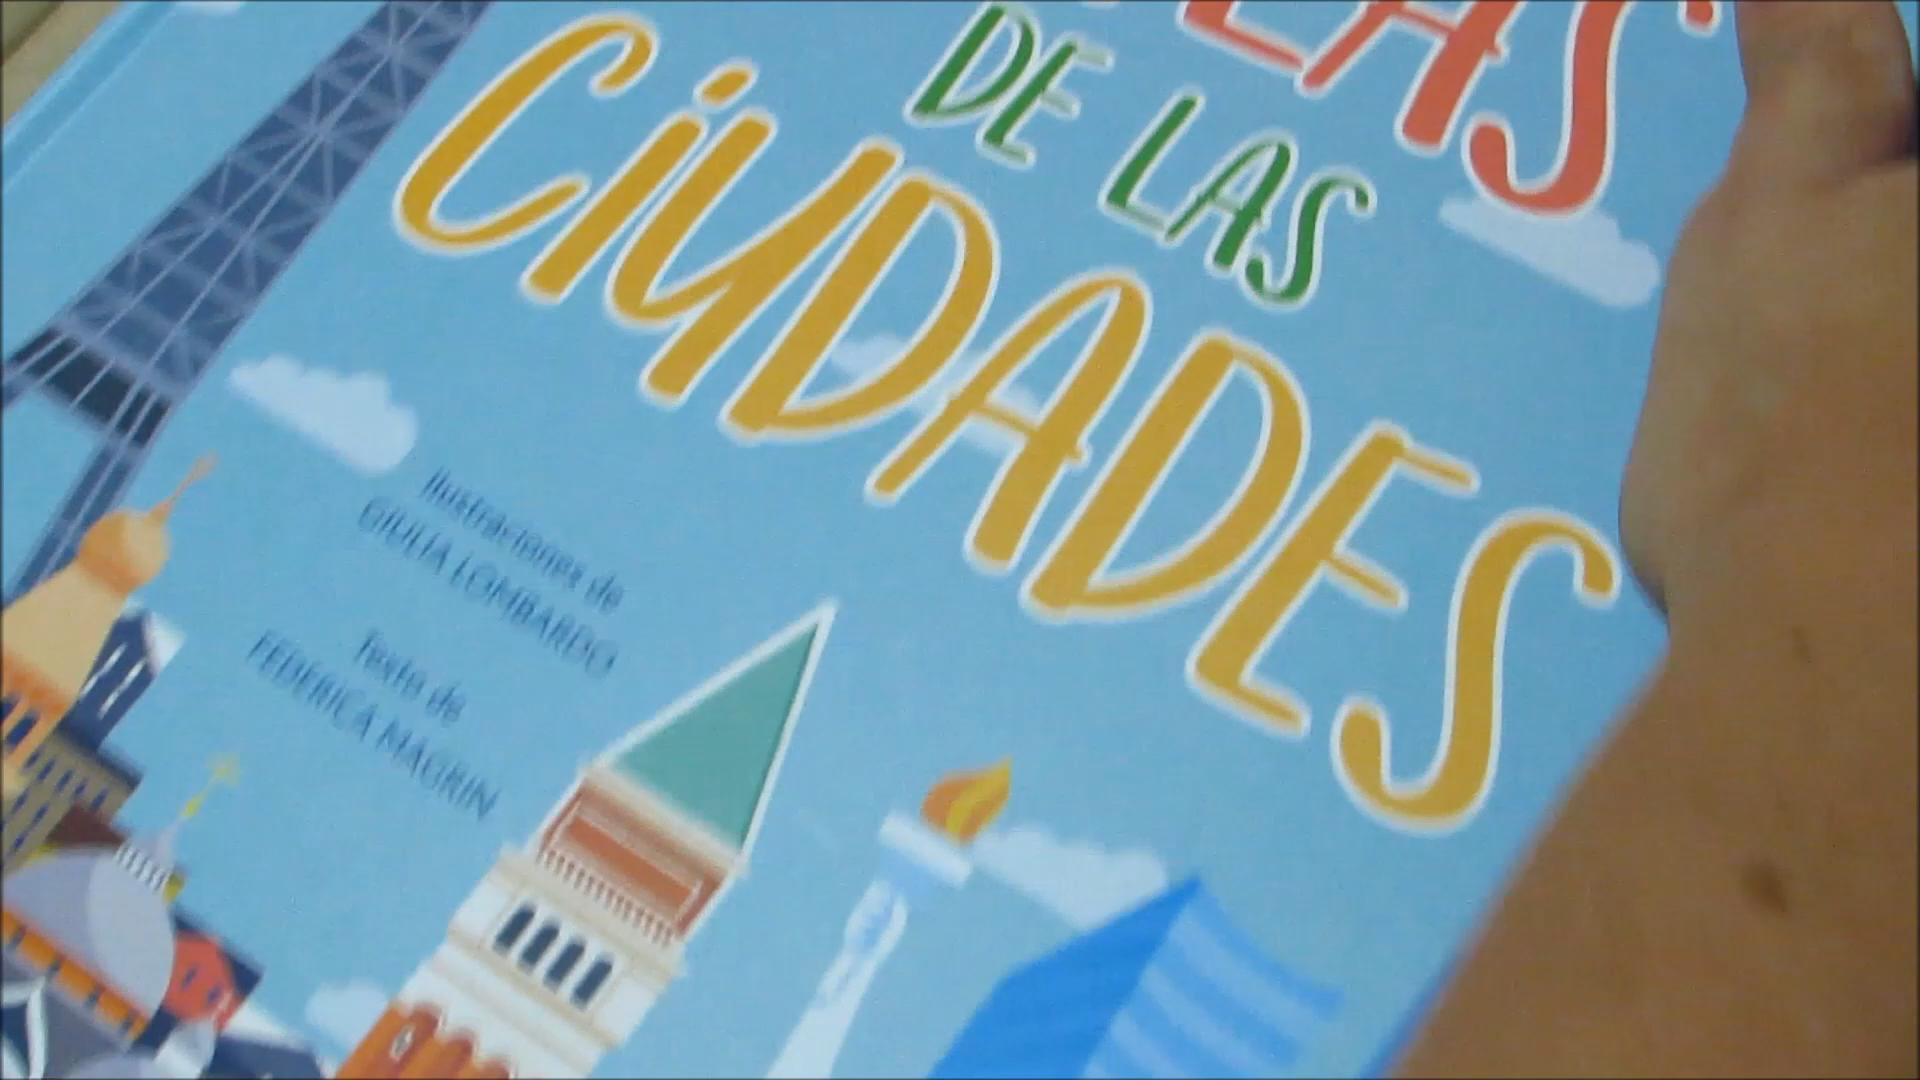 DE LAS
CIUDADES
Ilustraciones de
GIULIA LOMBARDO
Texto de
FEDERICA MAGRIN